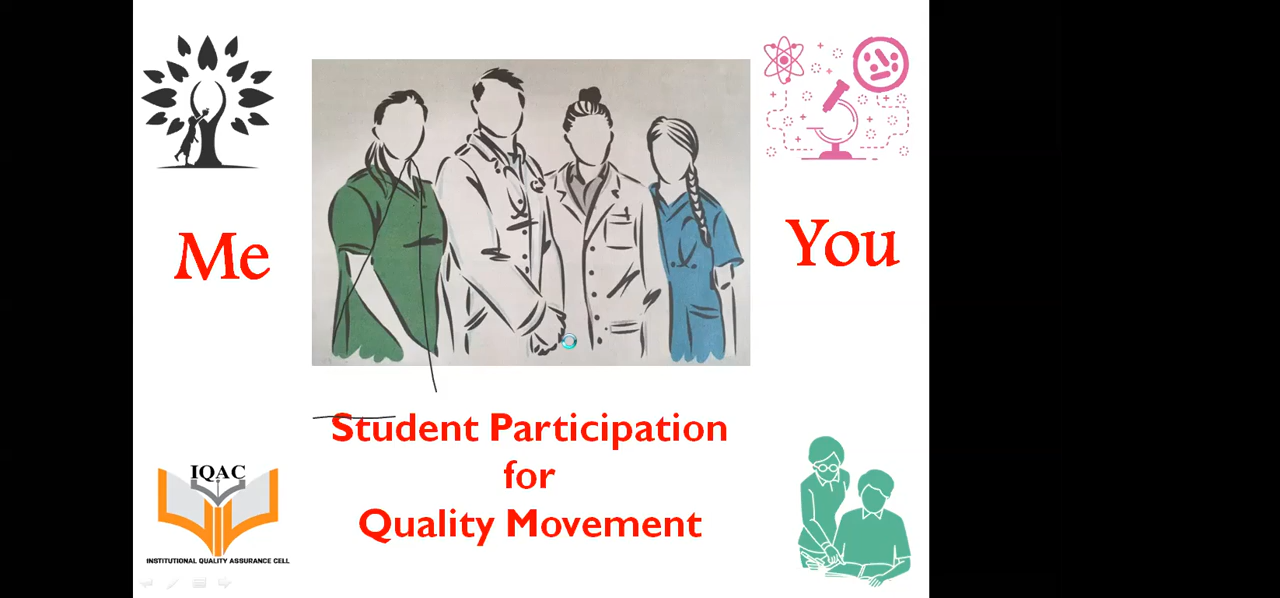 Me
You
Student Participation
for
Quality Movement
IQAC
INSTITUTIONAL QUALITY ASSURANCE CELL